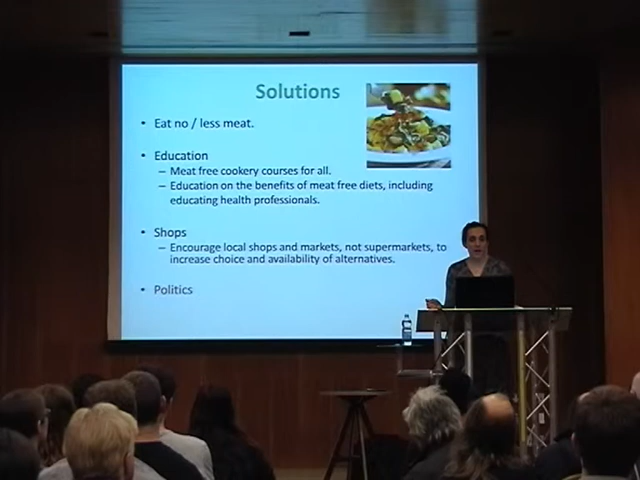 Solutions
• Eat no / less meat.
• Education
– Meat free cookery courses for all.
– Education on the benefits of meat free diets, including
educating health professionals.
• Shops
– Encourage local shops and markets, not supermarkets, to
increase choice and availability of alternatives.
• Politics